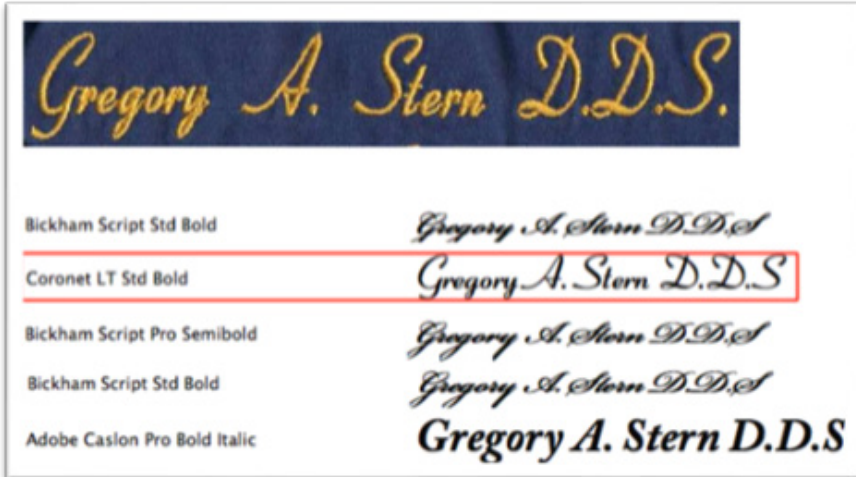 Gregory A. Stern D.D.S.
Bickham Script Std Bold Gregory A. Stern D.D.S
Coronet LT Std Bold Gregory A. Stern D.D.S
Bickham Script Pro Semibold Gregory A. Stern D.D.S
Bickham Script Std Bold Gregory A. Stern D.D.S
Adobe Caslon Pro Bold Italic Gregory A. Stern D.D.S